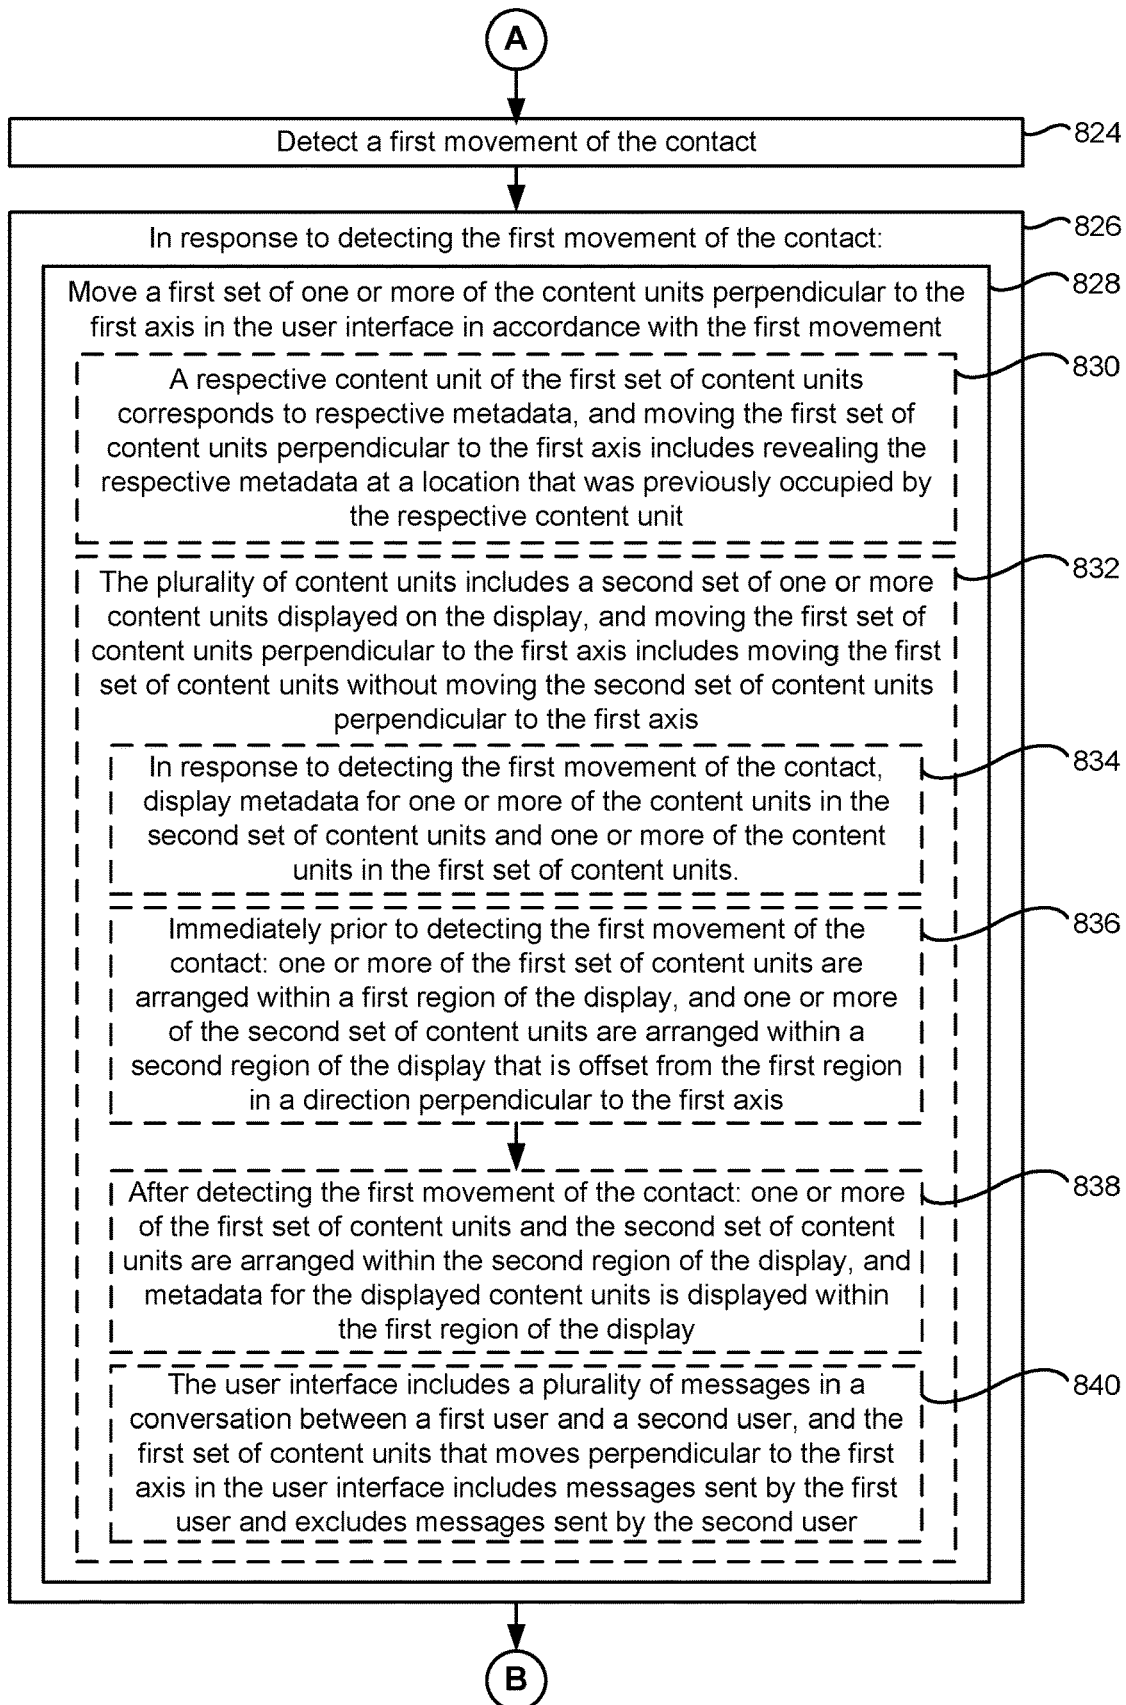 A
Detect a first movement of the contact
824
In response to detecting the first movement of the contact:
826
Move a first set of one or more of the content units perpendicular to the
first axis in the user interface in accordance with the first movement
828
A respective content unit of the first set of content units
corresponds to respective metadata, and moving the first set of
content units perpendicular to the first axis includes revealing the
respective metadata at a location that was previously occupied by
the respective content unit
830
The plurality of content units includes a second set of one or more
content units displayed on the display, and moving the first set of
content units perpendicular to the first axis includes moving the first
set of content units without moving the second set of content units
perpendicular to the first axis
832
In response to detecting the first movement of the contact,
display metadata for one or more of the content units in the
second set of content units and one or more of the content
units in the first set of content units.
834
Immediately prior to detecting the first movement of the
contact: one or more of the first set of content units are
arranged within a first region of the display, and one or more
of the second set of content units are arranged within a
second region of the display that is offset from the first region
in a direction perpendicular to the first axis
836
After detecting the first movement of the contact: one or more
of the first set of content units and the second set of content
units are arranged within the second region of the display, and
metadata for the displayed content units is displayed within
the first region of the display
838
The user interface includes a plurality of messages in a
conversation between a first user and a second user, and the
first set of content units that moves perpendicular to the first
axis in the user interface includes messages sent by the first
user and excludes messages sent by the second user
840
B